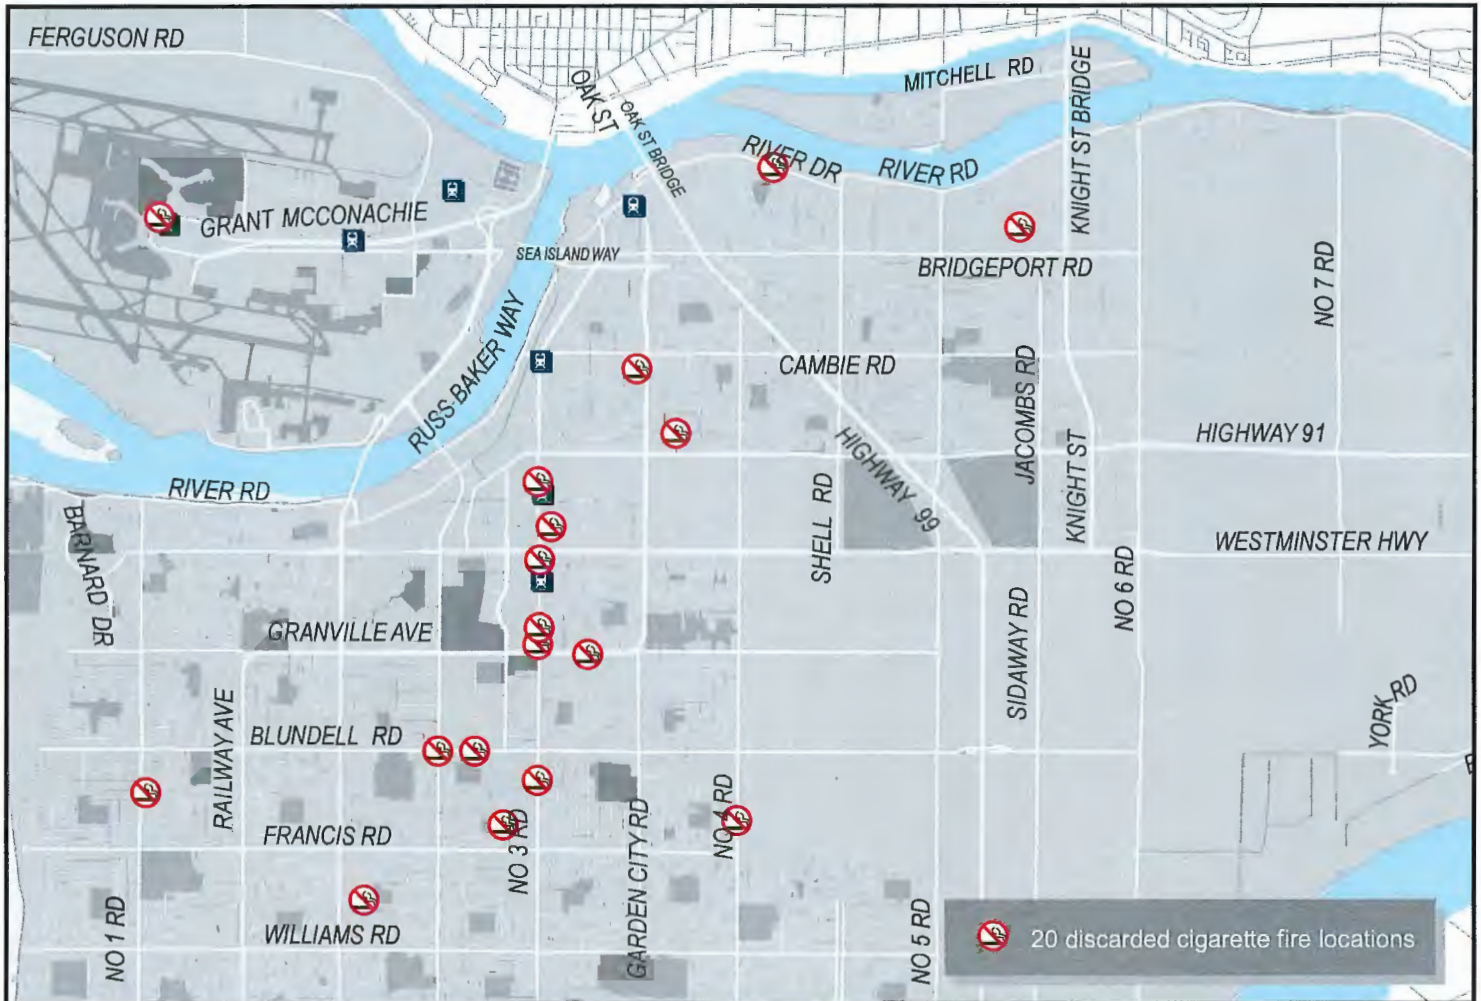 FERGUSON RD
OAK ST
OAK ST BRIDGE
MITCHELL RD
KNIGHT ST BRIDGE
RIVER DR
RIVER RD
GRANT MCCONACHIE
SEA ISLAND WAY
BRIDGEPORT RD
NO 7 RD
RUSS BAKER WAY
CAMBIE RD
JACOMBS RD
HIGHWAY 91
HIGHWAY 99
RIVER RD
BARNARD DR
SHELL RD
KNIGHT ST
WESTMINSTER HWY
NO 6 RD
GRANVILLE AVE
SIDAWAY RD
RAILWAY AVE
BLUNDELL RD
YORK RD
FRANCIS RD
NO 3 RD
GARDEN CITY RD
NO 4 RD
NO 1 RD
WILLIAMS RD
NO 5 RD
20 discarded cigarette fire locations